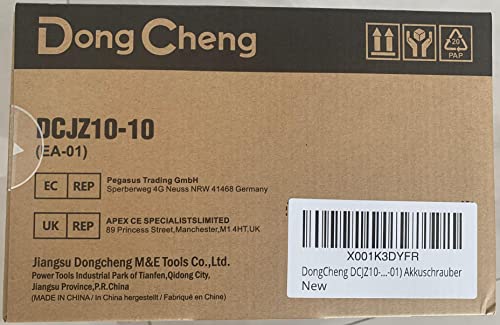 DongCheng
20
PAP
DCJZ10-10
(EA-01)
EC REP
Pegasus Trading GmbH
Sperberweg 4G Neuss NRW 41468 Germany
UK REP
APEX CE SPECIALISTSLIMITED
89 Princess Street,Manchester,M1 4HT,UK
Jiangsu Dongcheng M&E Tools Co.,Ltd.
Power Tools Industrial Park of Tianfen,Qidong City,
Jiangsu Province,P.R.China
(MADE IN CHINA / In China hergestellt / Fabriqué en Chine)
X001K3DYFR
DongCheng DCJZ10-...-01) Akkuschrauber
New